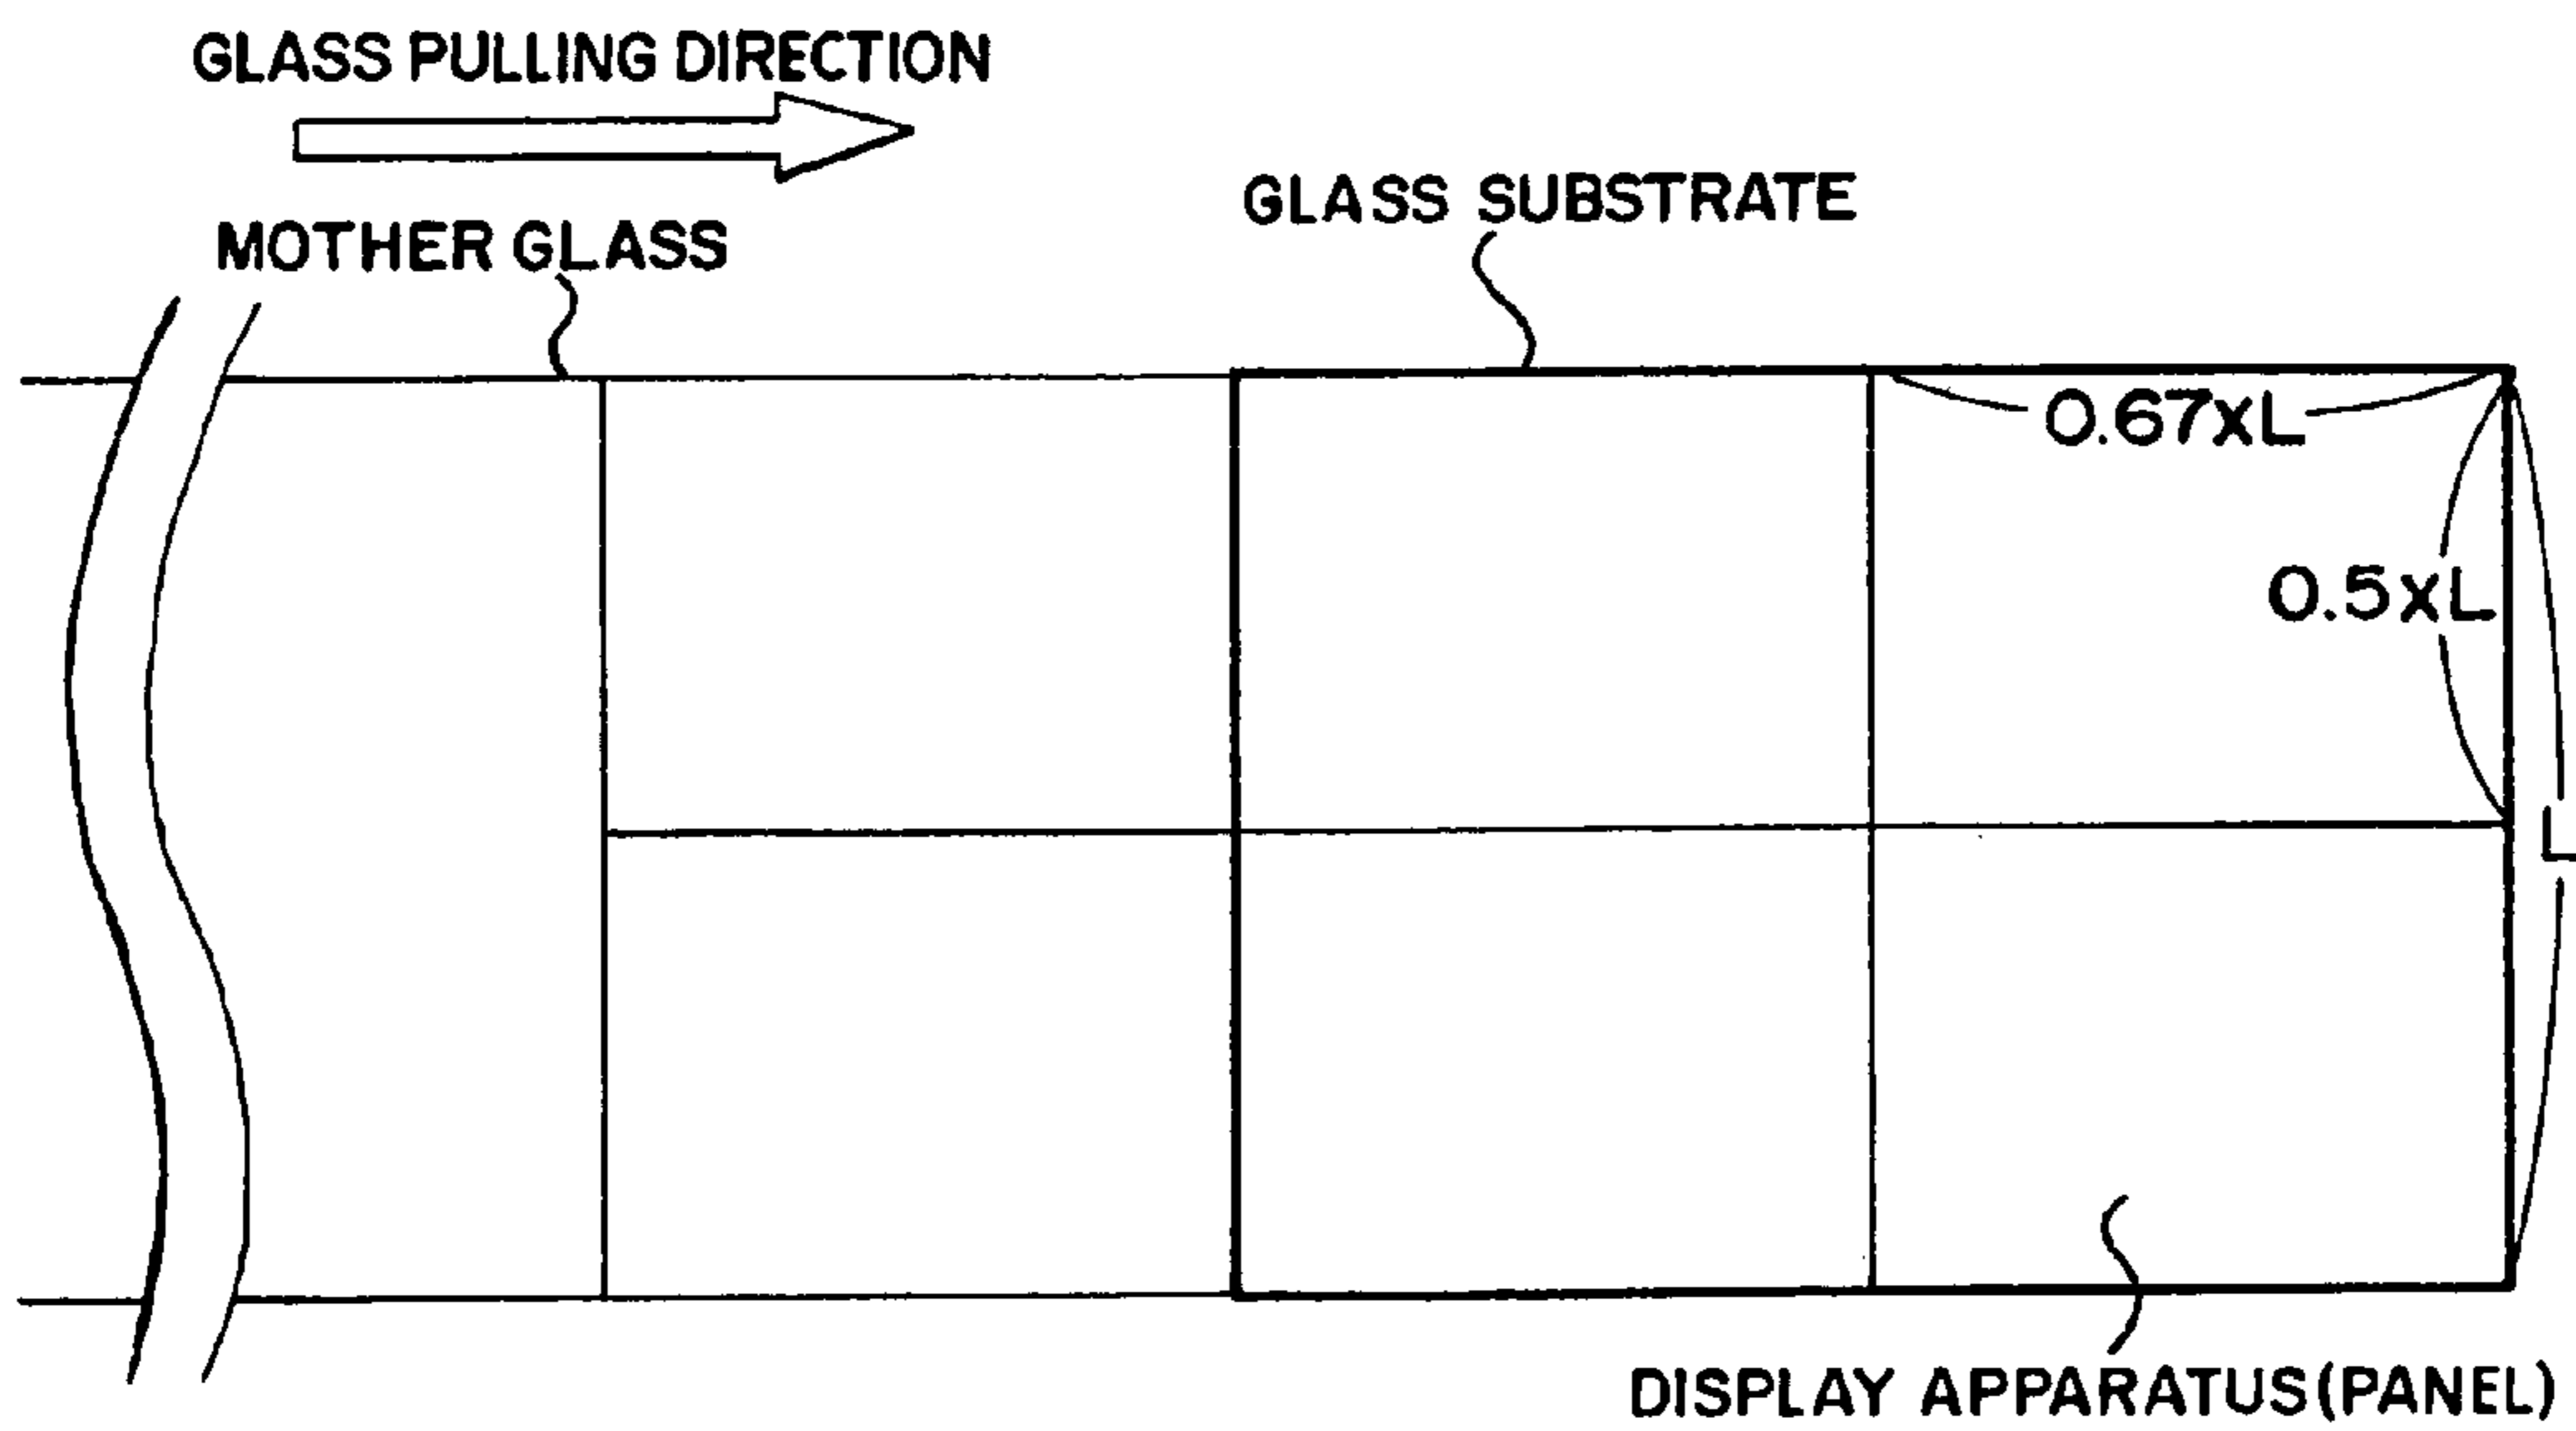 GLASS PULLING DIRECTION
MOTHER GLASS
GLASS SUBSTRATE
0.67xL
0.5xL
L
DISPLAY APPARATUS(PANEL)